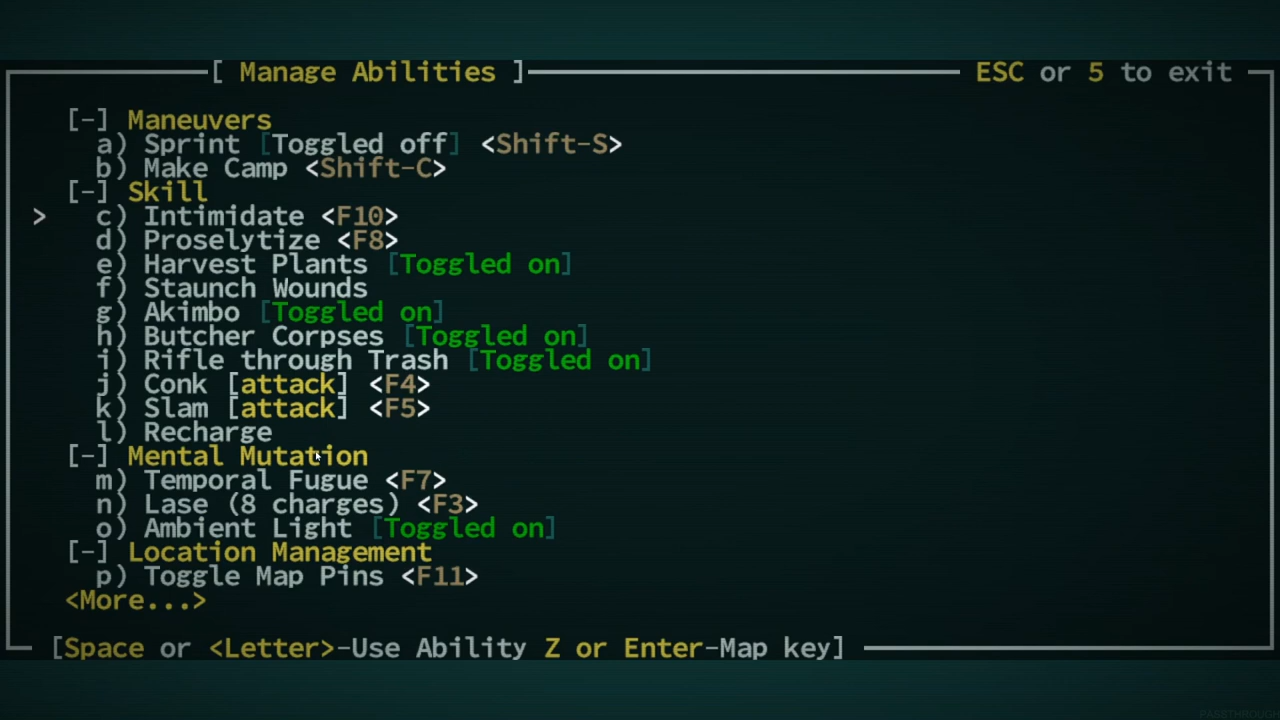 [ Manage Abilities ] ESC or 5 to exit
[-] Maneuvers
a) Sprint [Toggled off] <Shift-S>
b) Make Camp <Shift-C>
[-] Skill
> c) Intimidate <F10>
d) Proselytize <F8>
e) Harvest Plants [Toggled on]
f) Staunch Wounds
g) Akimbo [Toggled on]
h) Butcher Corpses [Toggled on]
i) Rifle through Trash [Toggled on]
j) Conk [attack] <F4>
k) Slam [attack] <F5>
l) Recharge
[-] Mental Mutation
m) Temporal Fugue <F7>
n) Lase (8 charges) <F3>
o) Ambient Light [Toggled on]
[-] Location Management
p) Toggle Map Pins <F11>
<More...>
[Space or <Letter>-Use Ability Z or Enter-Map key]